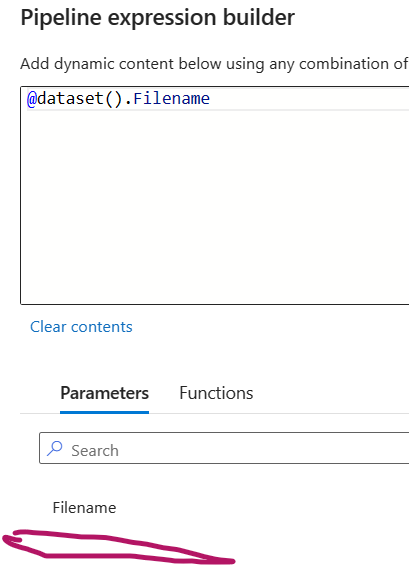 Pipeline expression builder
Add dynamic content below using any combination of
@dataset().Filename
Clear contents
Parameters Functions
Search
Filename